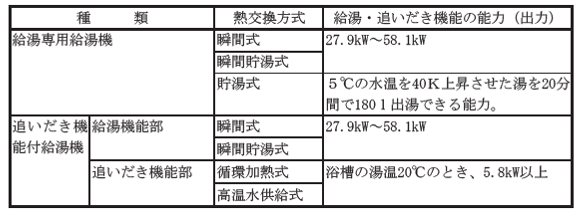 種　　類　熱交換方式　給湯・追いだき機能の能力（出力）
給湯専用給湯機　瞬間式　27.9kW～58.1kW
瞬間貯湯式
貯湯式　５℃の水温を40Ｋ上昇させた湯を20分
間で180ｌ出湯できる能力。
追いだき機　給湯機能部　瞬間式　27.9kW～58.1kW
能付給湯機　瞬間貯湯式
追いだき機能部　循環加熱式　浴槽の湯温20℃のとき、5.8kW以上
高温水供給式